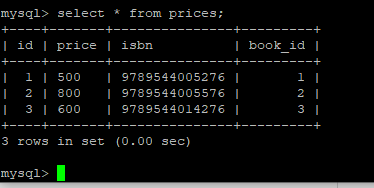 mysql> select * from prices;
+----+-------+---------------+---------+
| id | price | isbn          | book_id |
+----+-------+---------------+---------+
|  1 | 500   | 9789544005276 |       1 |
|  2 | 800   | 9789544005576 |       2 |
|  3 | 600   | 9789544014276 |       3 |
+----+-------+---------------+---------+
3 rows in set (0.00 sec)
mysql>